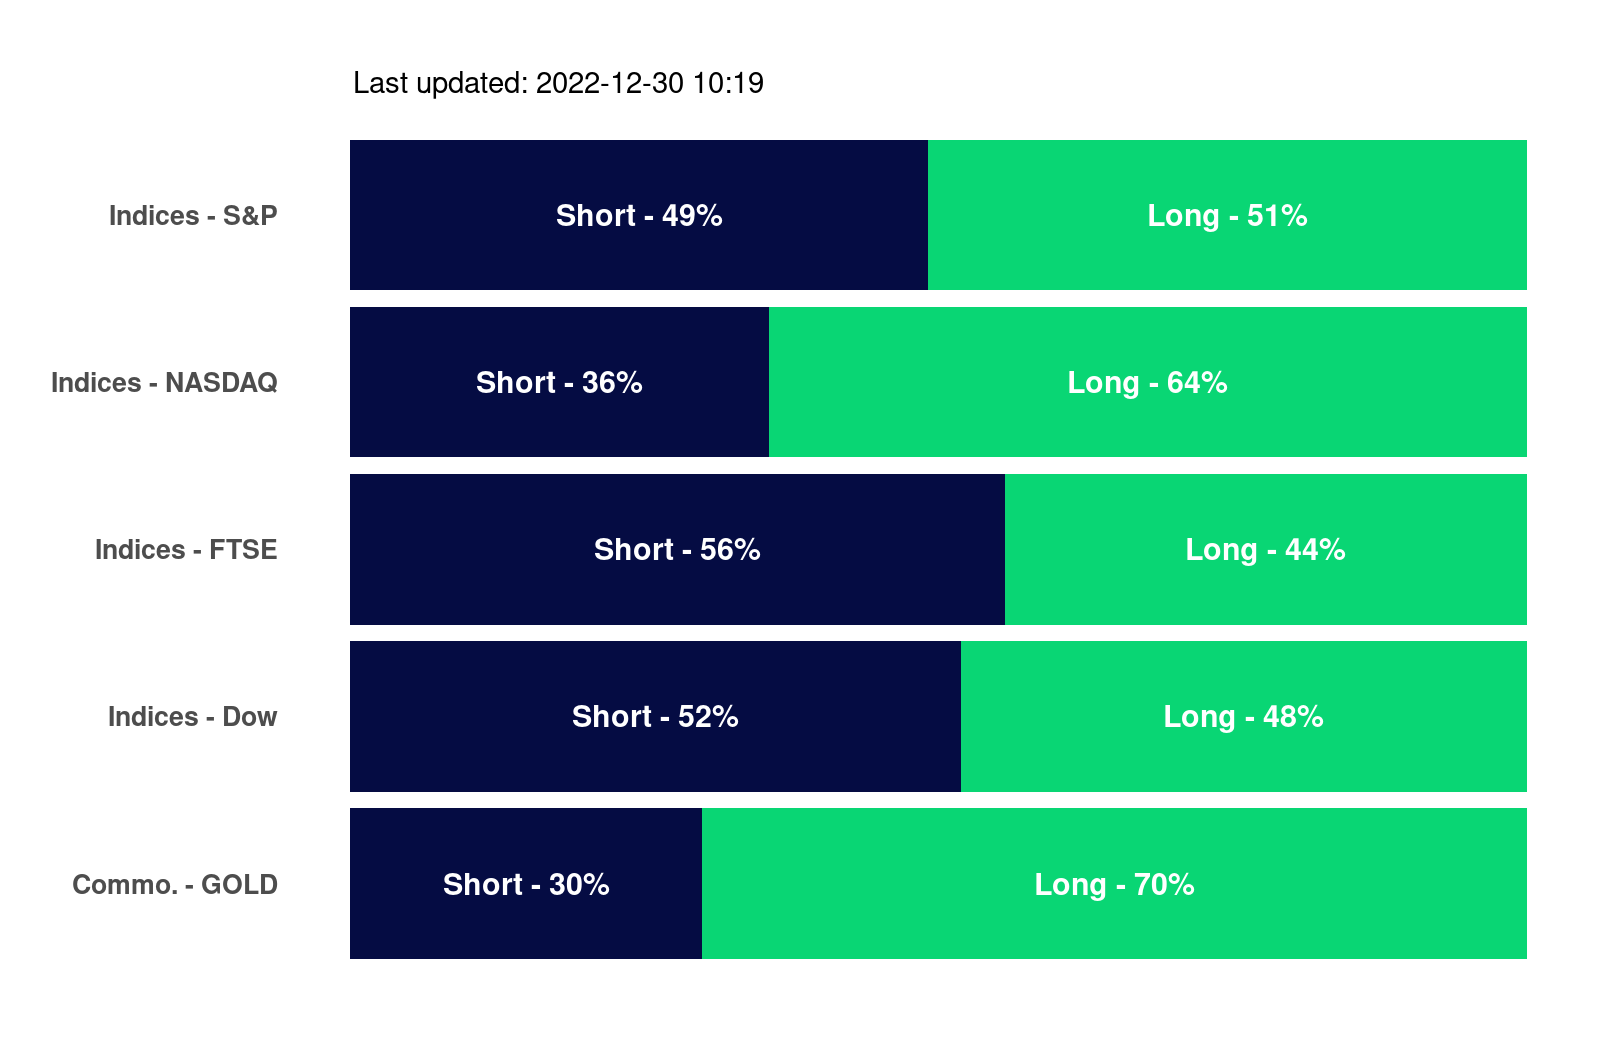 Last updated: 2022-12-30 10:19
Indices - S&P Short - 49% Long - 51%
Indices - NASDAQ Short - 36% Long - 64%
Indices - FTSE Short - 56% Long - 44%
Indices - Dow Short - 52% Long - 48%
Commo. - GOLD Short - 30% Long - 70%